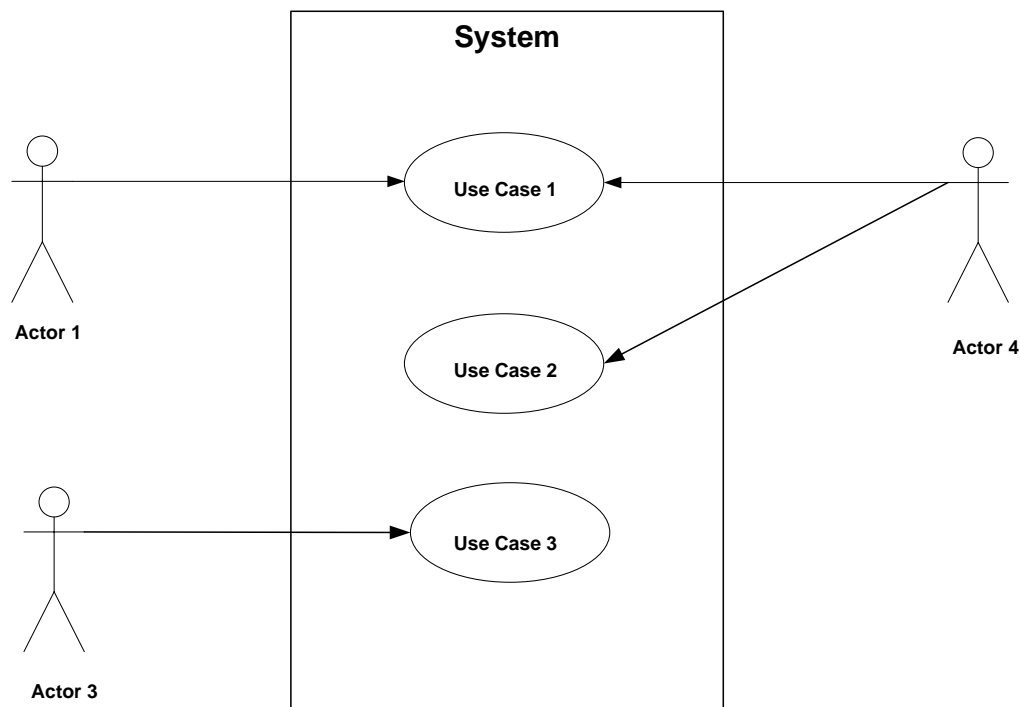 System
Use Case 1
Actor 1
Actor 4
Use Case 2
Use Case 3
Actor 3